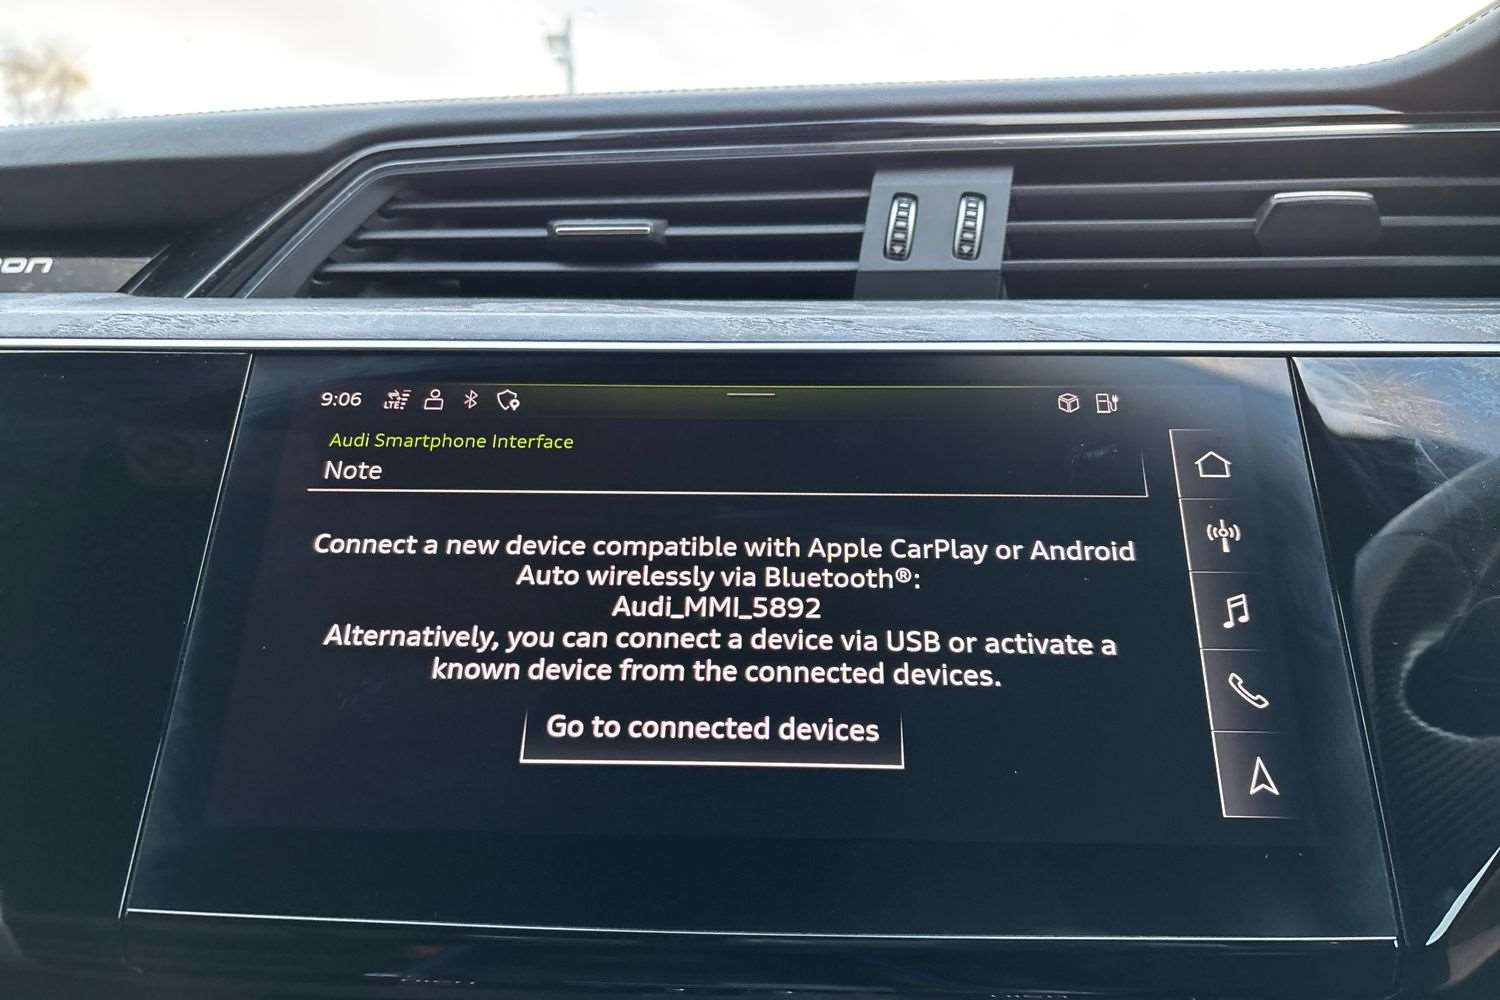 9:06 LTE
Audi Smartphone Interface
Note
Connect a new device compatible with Apple CarPlay or Android
Auto wirelessly via Bluetooth®:
Audi_MMI_5892
Alternatively, you can connect a device via USB or activate a
known device from the connected devices.
Go to connected devices